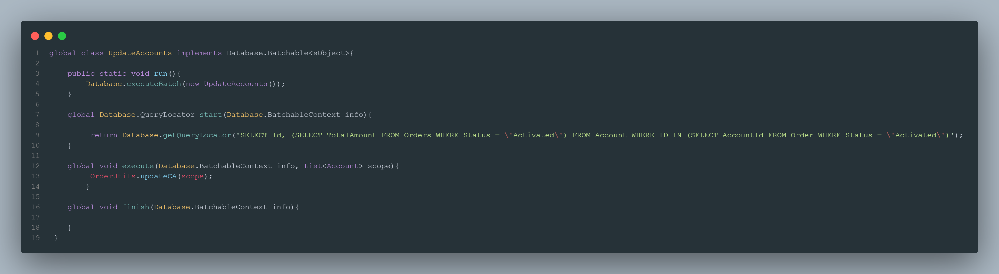 1 global class UpdateAccounts implements Database.Batchable<sObject>{
2
3     public static void run(){
4         Database.executeBatch(new UpdateAccounts());
5     }
6
7     global Database.QueryLocator start(Database.BatchableContext info){
8
9          return Database.getQueryLocator('SELECT Id, (SELECT TotalAmount FROM Orders WHERE Status = \'Activated\') FROM Account WHERE ID IN (SELECT AccountId FROM Order WHERE Status = \'Activated\')');
10     }
11
12     global void execute(Database.BatchableContext info, List<Account> scope){
13          OrderUtils.updateCA(scope);
14         }
15
16     global void finish(Database.BatchableContext info){
17
18     }
19  }